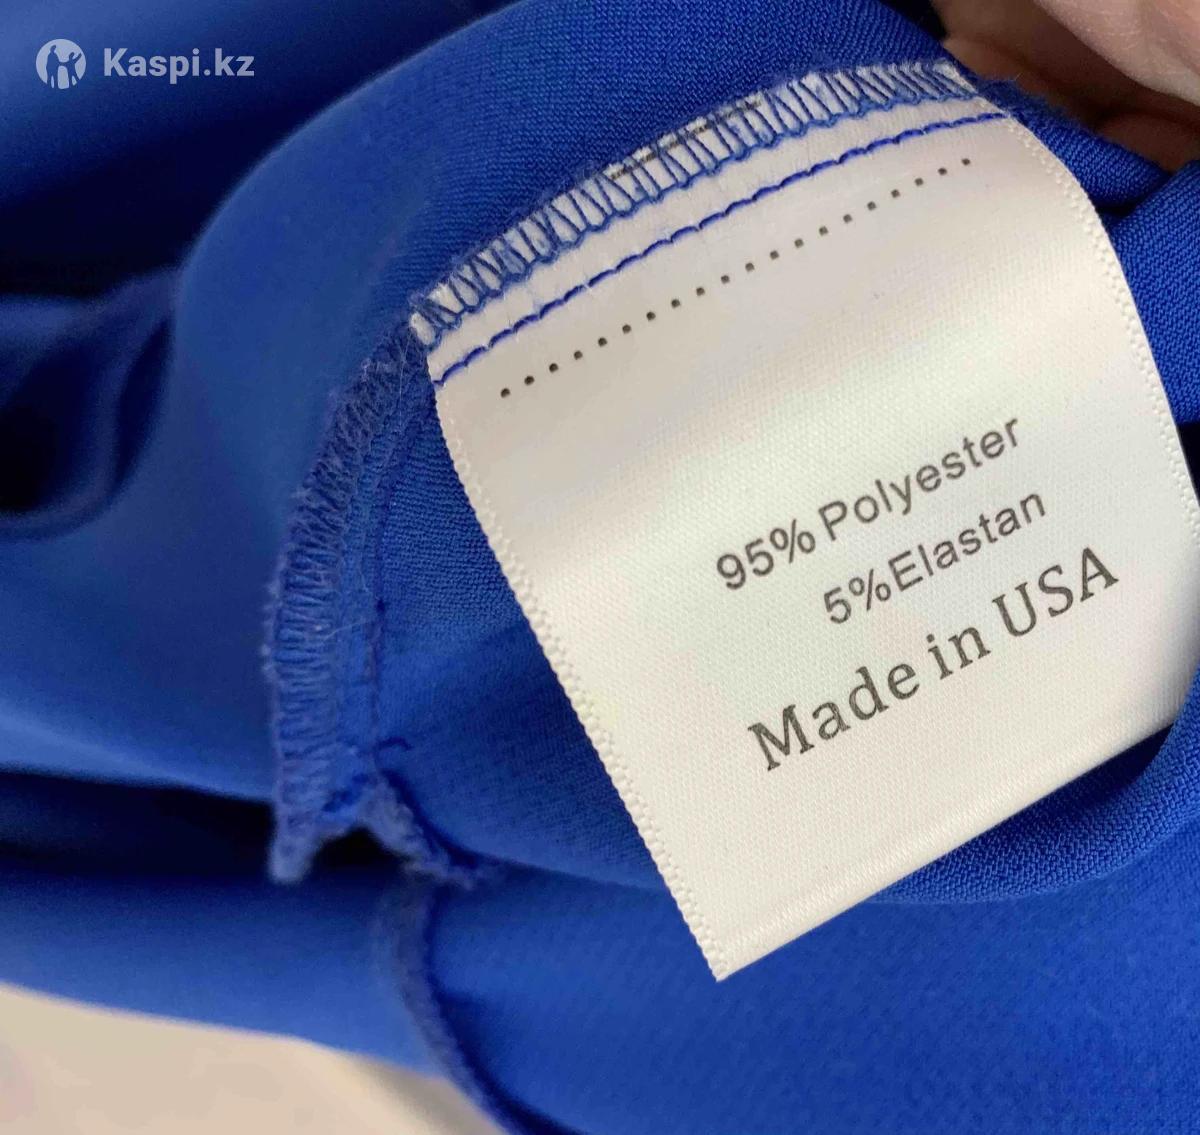 Kaspi.kz
95% Polyester
5%Elastan
Made in USA